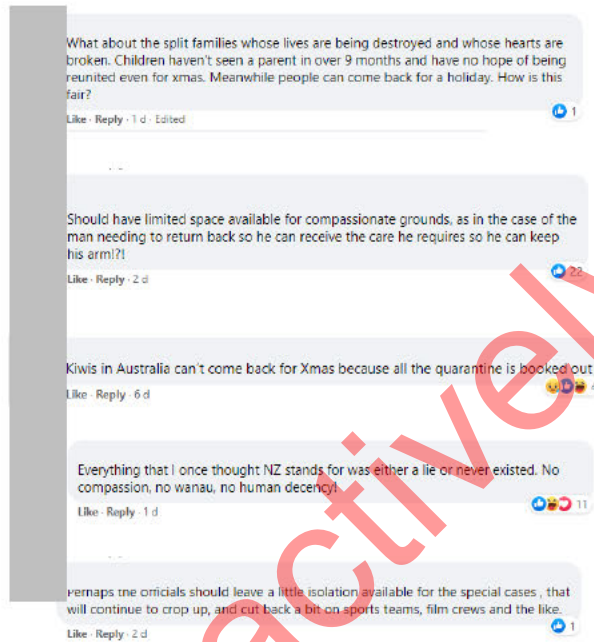 What about the split families whose lives are being destroyed and whose hearts are
broken. Children haven't seen a parent in over 9 months and have no hope of being
reunited even for xmas. Meanwhile people can come back for a holiday. How is this
fair?
Like · Reply · 1 d · Edited
1
Should have limited space available for compassionate grounds, as in the case of the
man needing to return back so he can receive the care he requires so he can keep
his arm!?!
Like · Reply · 2 d
22
Kiwis in Australia can't come back for Xmas because all the quarantine is booked out
Like · Reply · 6 d
Everything that I once thought NZ stands for was either a lie or never existed. No
compassion, no wanau, no human decency!
Like · Reply · 1 d
11
Perhaps the officials should leave a little isolation available for the special cases , that
will continue to crop up, and cut back a bit on sports teams, film crews and the like.
Like · Reply · 2 d
1
actively